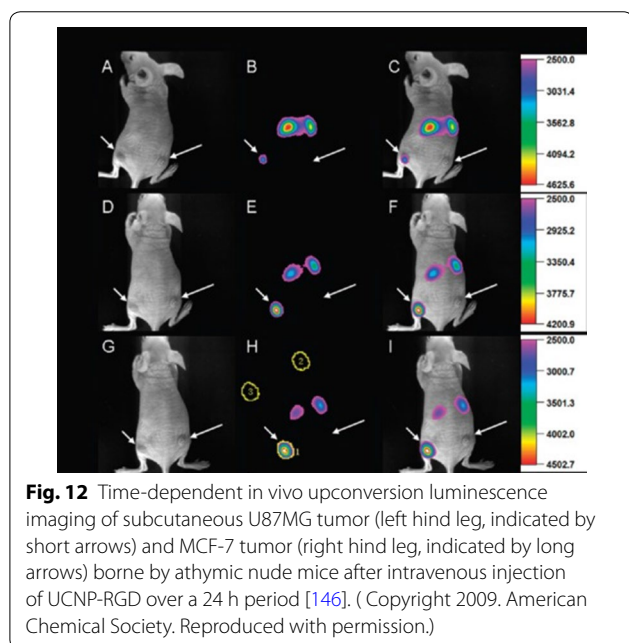 A
B
C
2500.0
3031.4
3562.8
4094.2
4625.6
D
E
F
2500.0
2925.2
3350.4
3775.7
4200.9
G
H
I
2
3
1
2500.0
3000.7
3501.3
4002.0
4502.7
Fig. 12 Time-dependent in vivo upconversion luminescence
imaging of subcutaneous U87MG tumor (left hind leg, indicated by
short arrows) and MCF-7 tumor (right hind leg, indicated by long
arrows) borne by athymic nude mice after intravenous injection
of UCNP-RGD over a 24 h period [146]. ( Copyright 2009. American
Chemical Society. Reproduced with permission.)